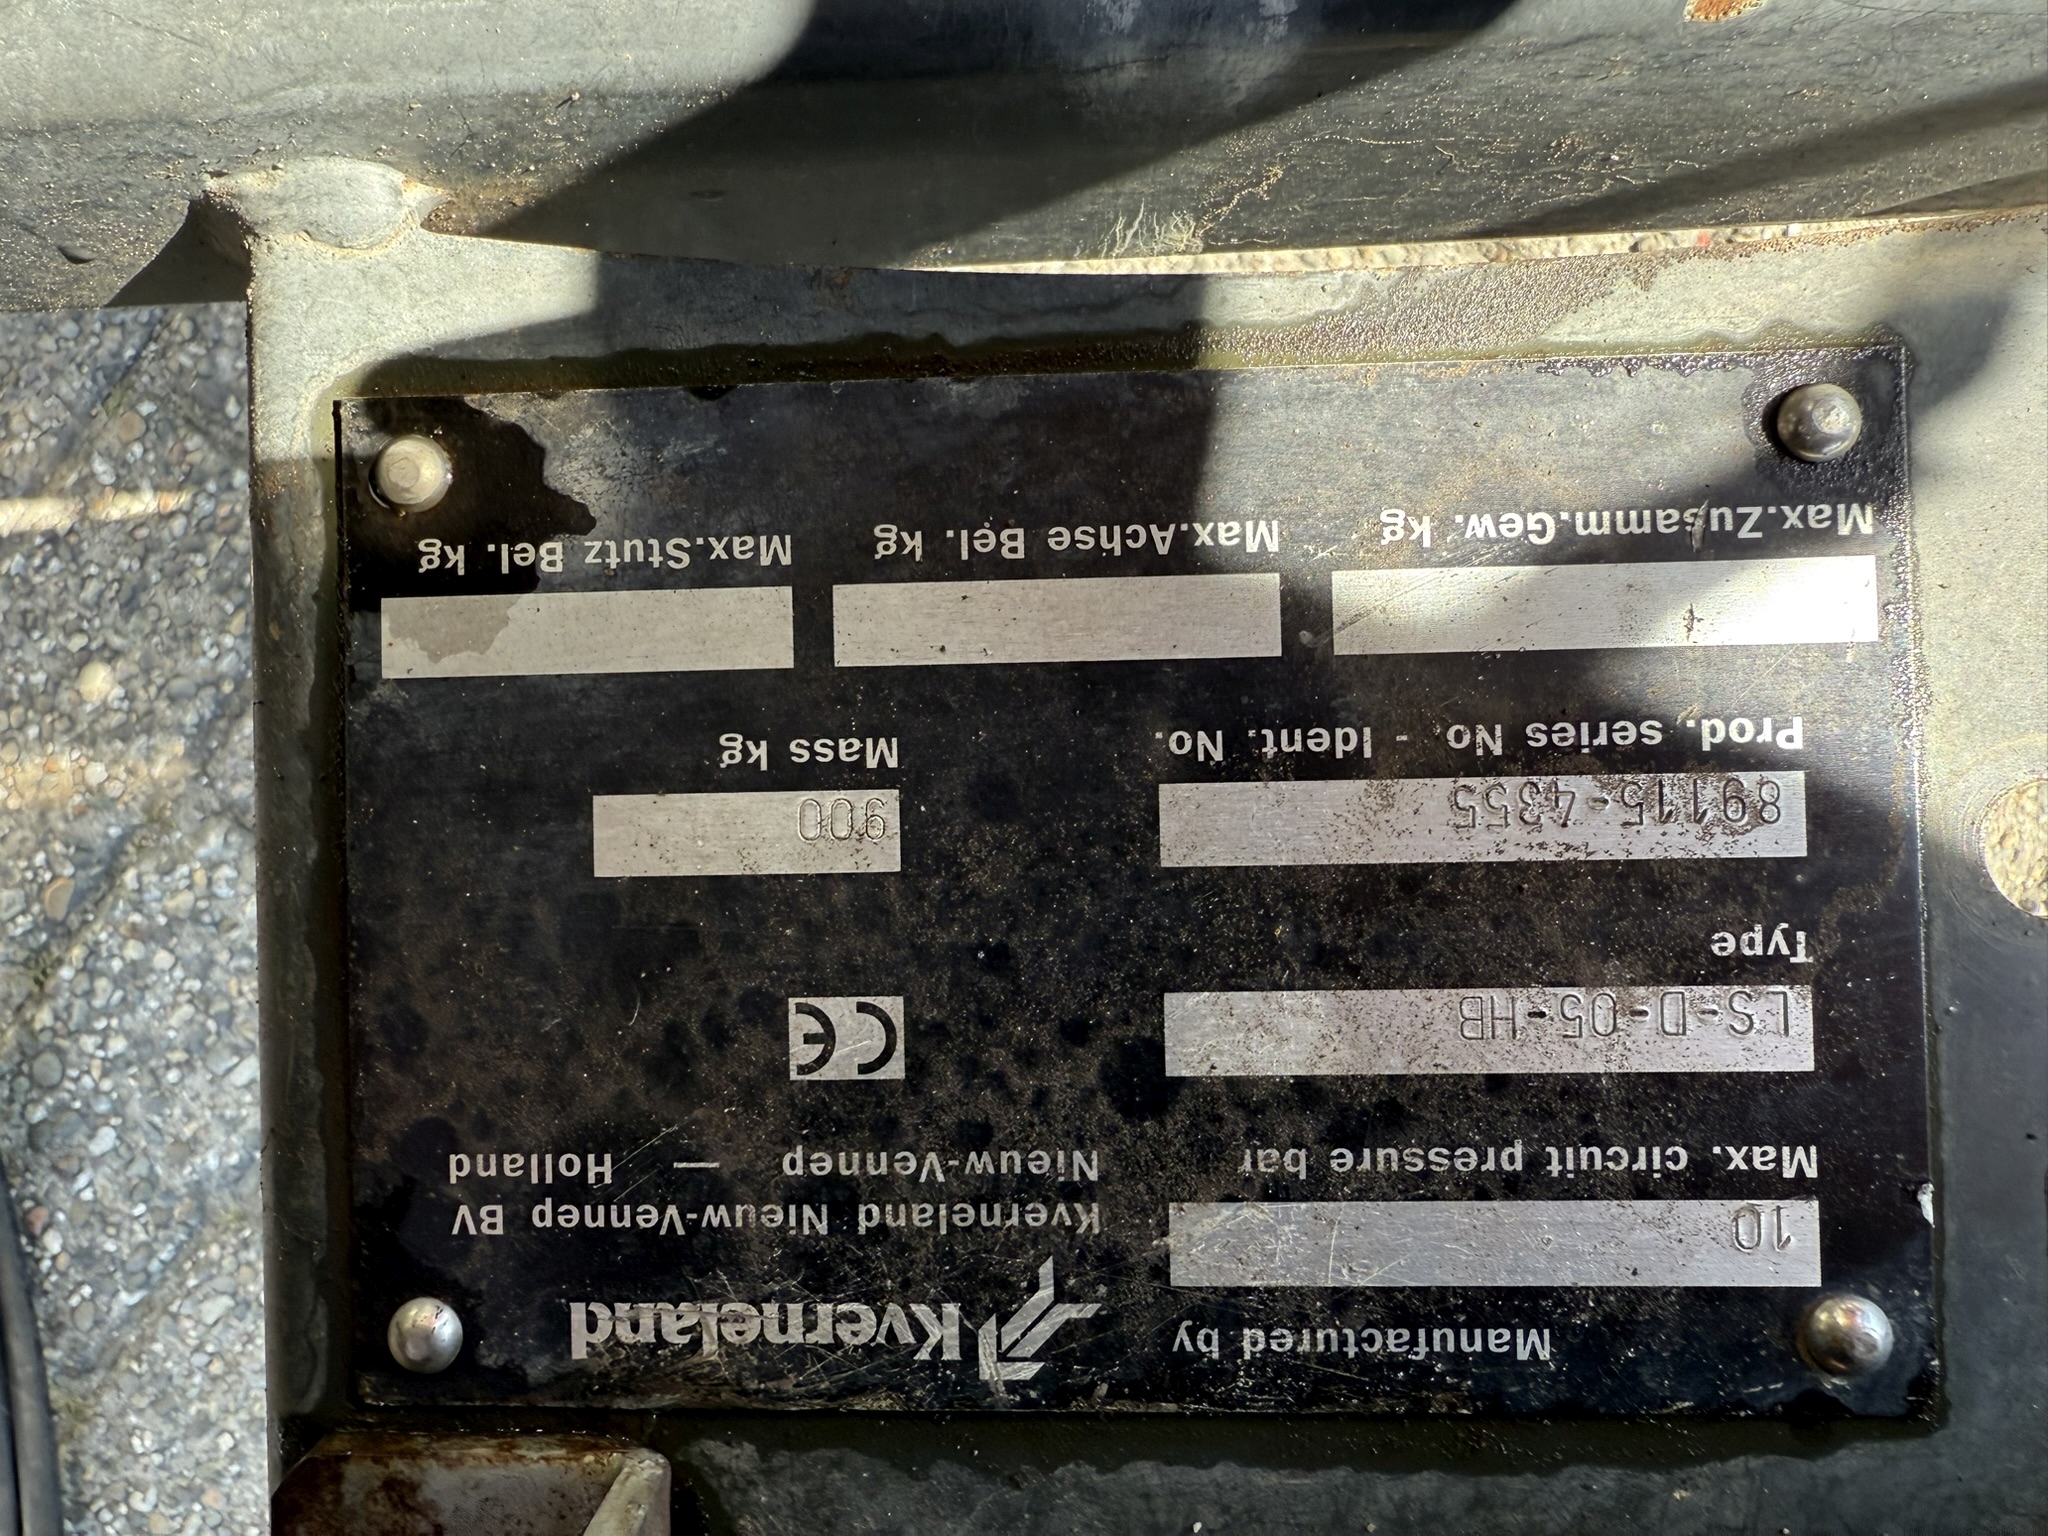 Manufactured by
Kverneland
10
Kverneland Nieuw-Vennep BV
Max. circuit pressure bar
Nieuw-Vennep — Holland
LS-D-05-HB
CE
Type
89115-4355
900
Prod. series No - Ident. No.
Mass kg
Max.Zusamm.Gew. kg
Max.Achse Bel. kg
Max.Stutz Bel. kg